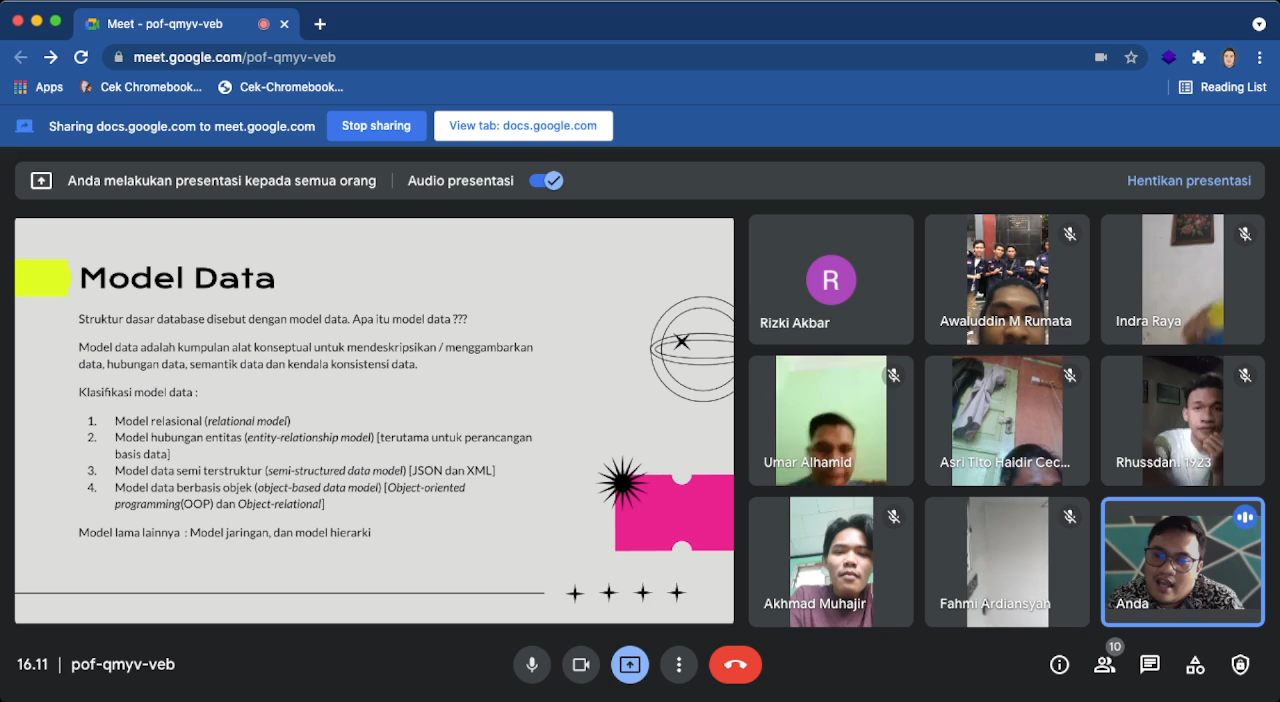 Meet - pof-qmyv-veb
meet.google.com/pof-qmyv-veb
Apps Cek Chromebook... Cek-Chromebook... Reading List
Sharing docs.google.com to meet.google.com Stop sharing View tab: docs.google.com
Anda melakukan presentasi kepada semua orang Audio presentasi Hentikan presentasi
Model Data
Struktur dasar database disebut dengan model data. Apa itu model data ???
Model data adalah kumpulan alat konseptual untuk mendeskripsikan / menggambarkan
data, hubungan data, semantik data dan kendala konsistensi data.
Klasifikasi model data :
1. Model relasional (relational model)
2. Model hubungan entitas (entity-relationship model) [terutama untuk perancangan
basis data]
3. Model data semi terstruktur (semi-structured data model) [JSON dan XML]
4. Model data berbasis objek (object-based data model) [Object-oriented
programming(OOP) dan Object-relational]
Model lama lainnya : Model jaringan, dan model hierarki
R
Rizki Akbar
Awaluddin M Rumata
Indra Raya
Umar Alhamid
Asri Tito Haidir Cec...
Rhussdani 1923
Akhmad Muhajir
Fahmi Ardiansyah
Anda
16.11 | pof-qmyv-veb
10